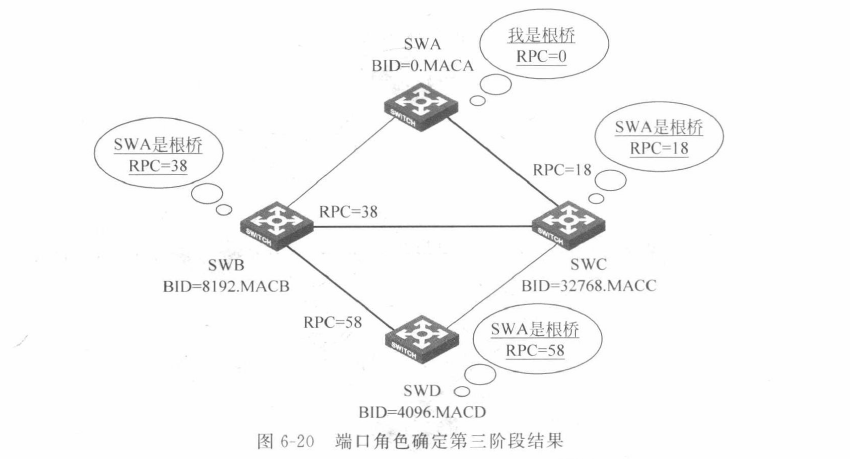 我是根桥
RPC=0
SWA
BID=0.MACA
SWITCH
SWA是根桥
RPC=18
RPC=18
SWA是根桥
RPC=38
RPC=38
SWITCH
SWITCH
SWB
BID=8192.MACB
SWC
BID=32768.MACC
RPC=58
SWITCH
SWA是根桥
RPC=58
SWD
BID=4096.MACD
图 6-20 端口角色确定第三阶段结果